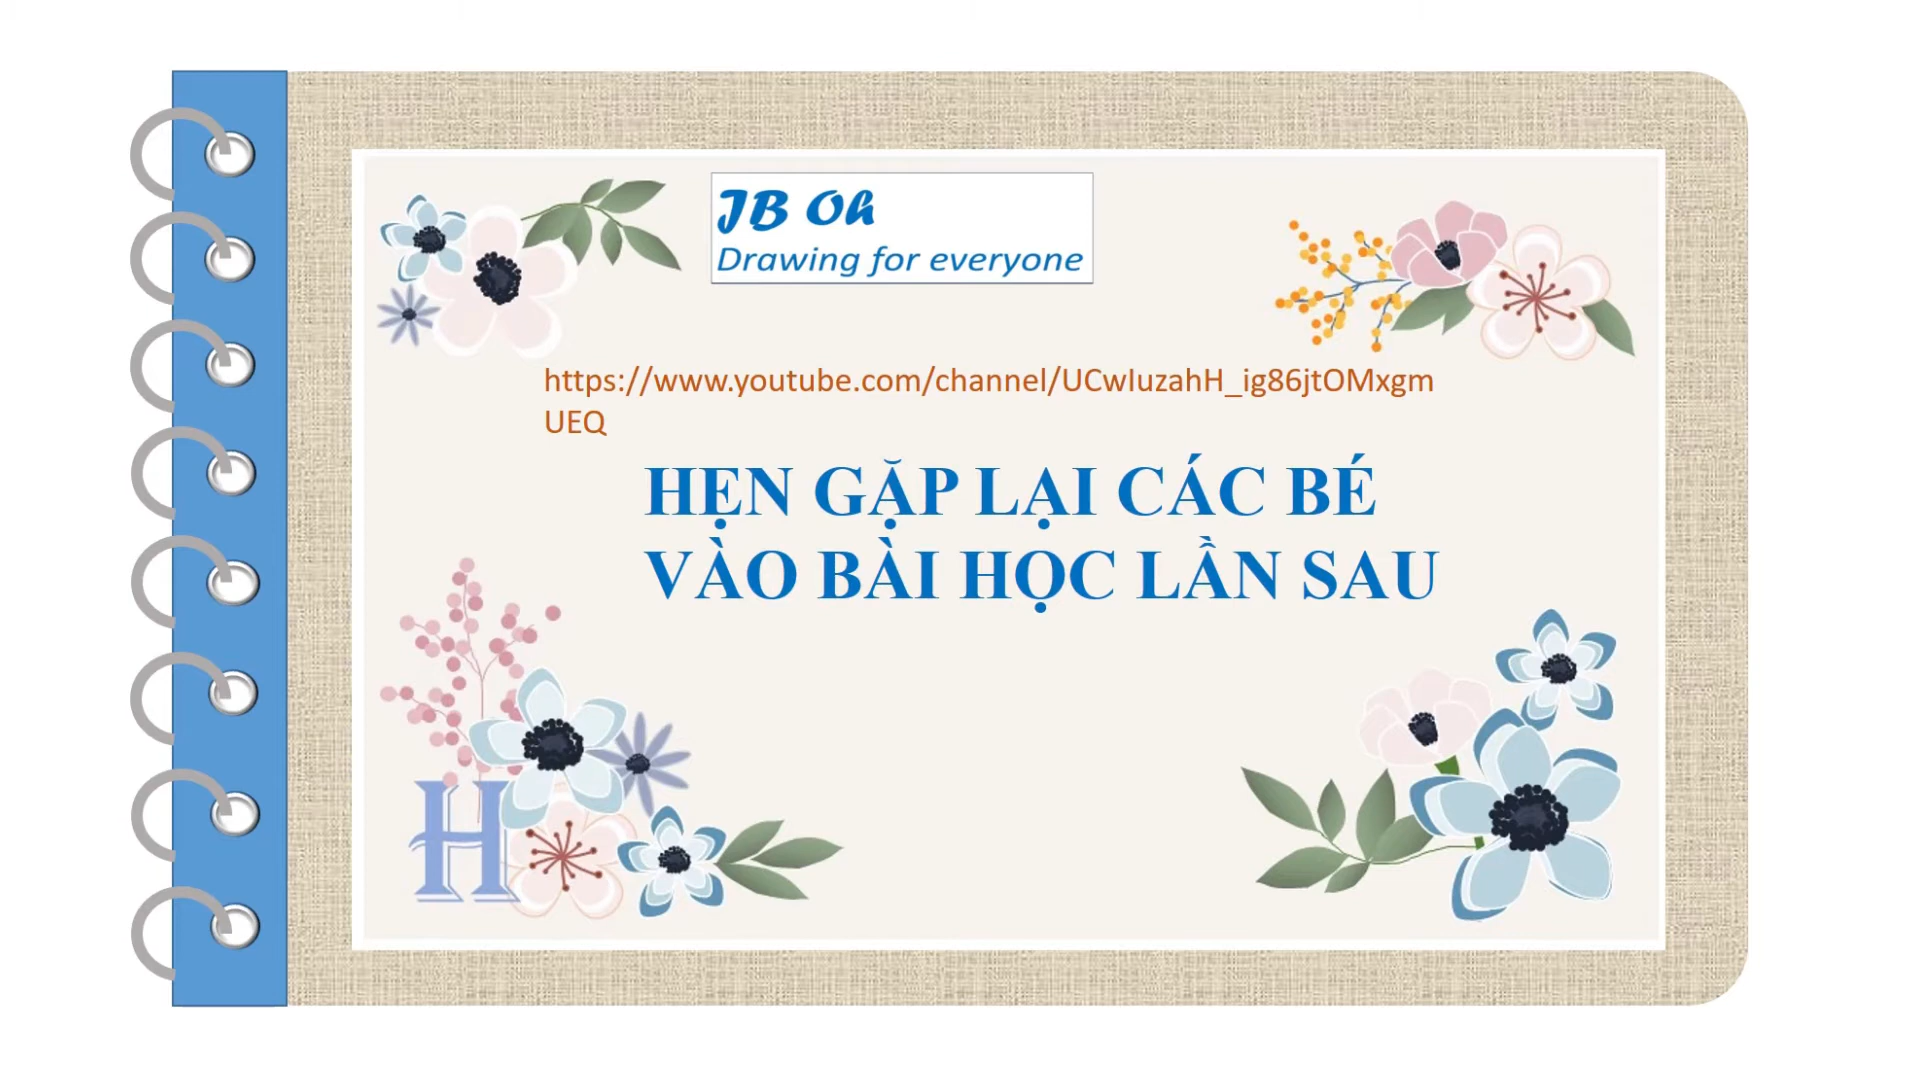 JB Oh
Drawing for everyone
https://www.youtube.com/channel/UCwIuzahH_ig86jtOMxgm
UEQ
HẸN GẶP LẠI CÁC BÉ
VÀO BÀI HỌC LẦN SAU
H